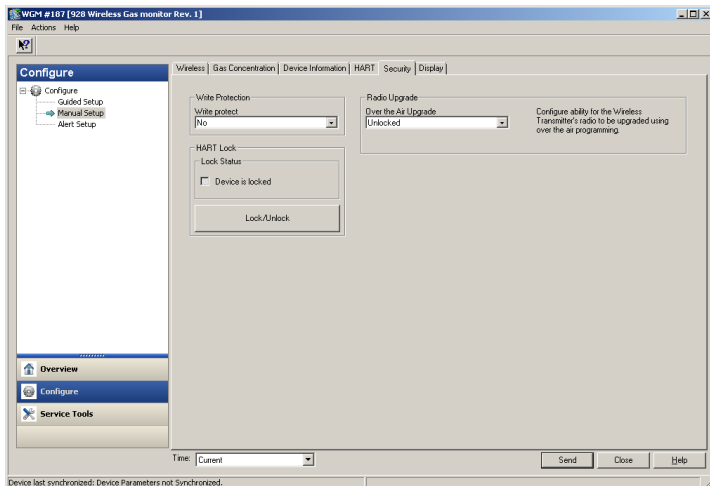 WGM #187 [928 Wireless Gas monitor Rev. 1]
File Actions Help
Configure
Configure
Guided Setup
Manual Setup
Alert Setup
Overview
Configure
Service Tools
Wireless Gas Concentration Device Information HART Security Display
Write Protection
Write protect
No
HART Lock
Lock Status
Device is locked
Lock/Unlock
Radio Upgrade
Over the Air Upgrade
Unlocked
Configure ability for the Wireless
Transmitter's radio to be upgraded using
over the air programming.
Time: Current
Send Close Help
Device last synchronized: Device Parameters not Synchronized.